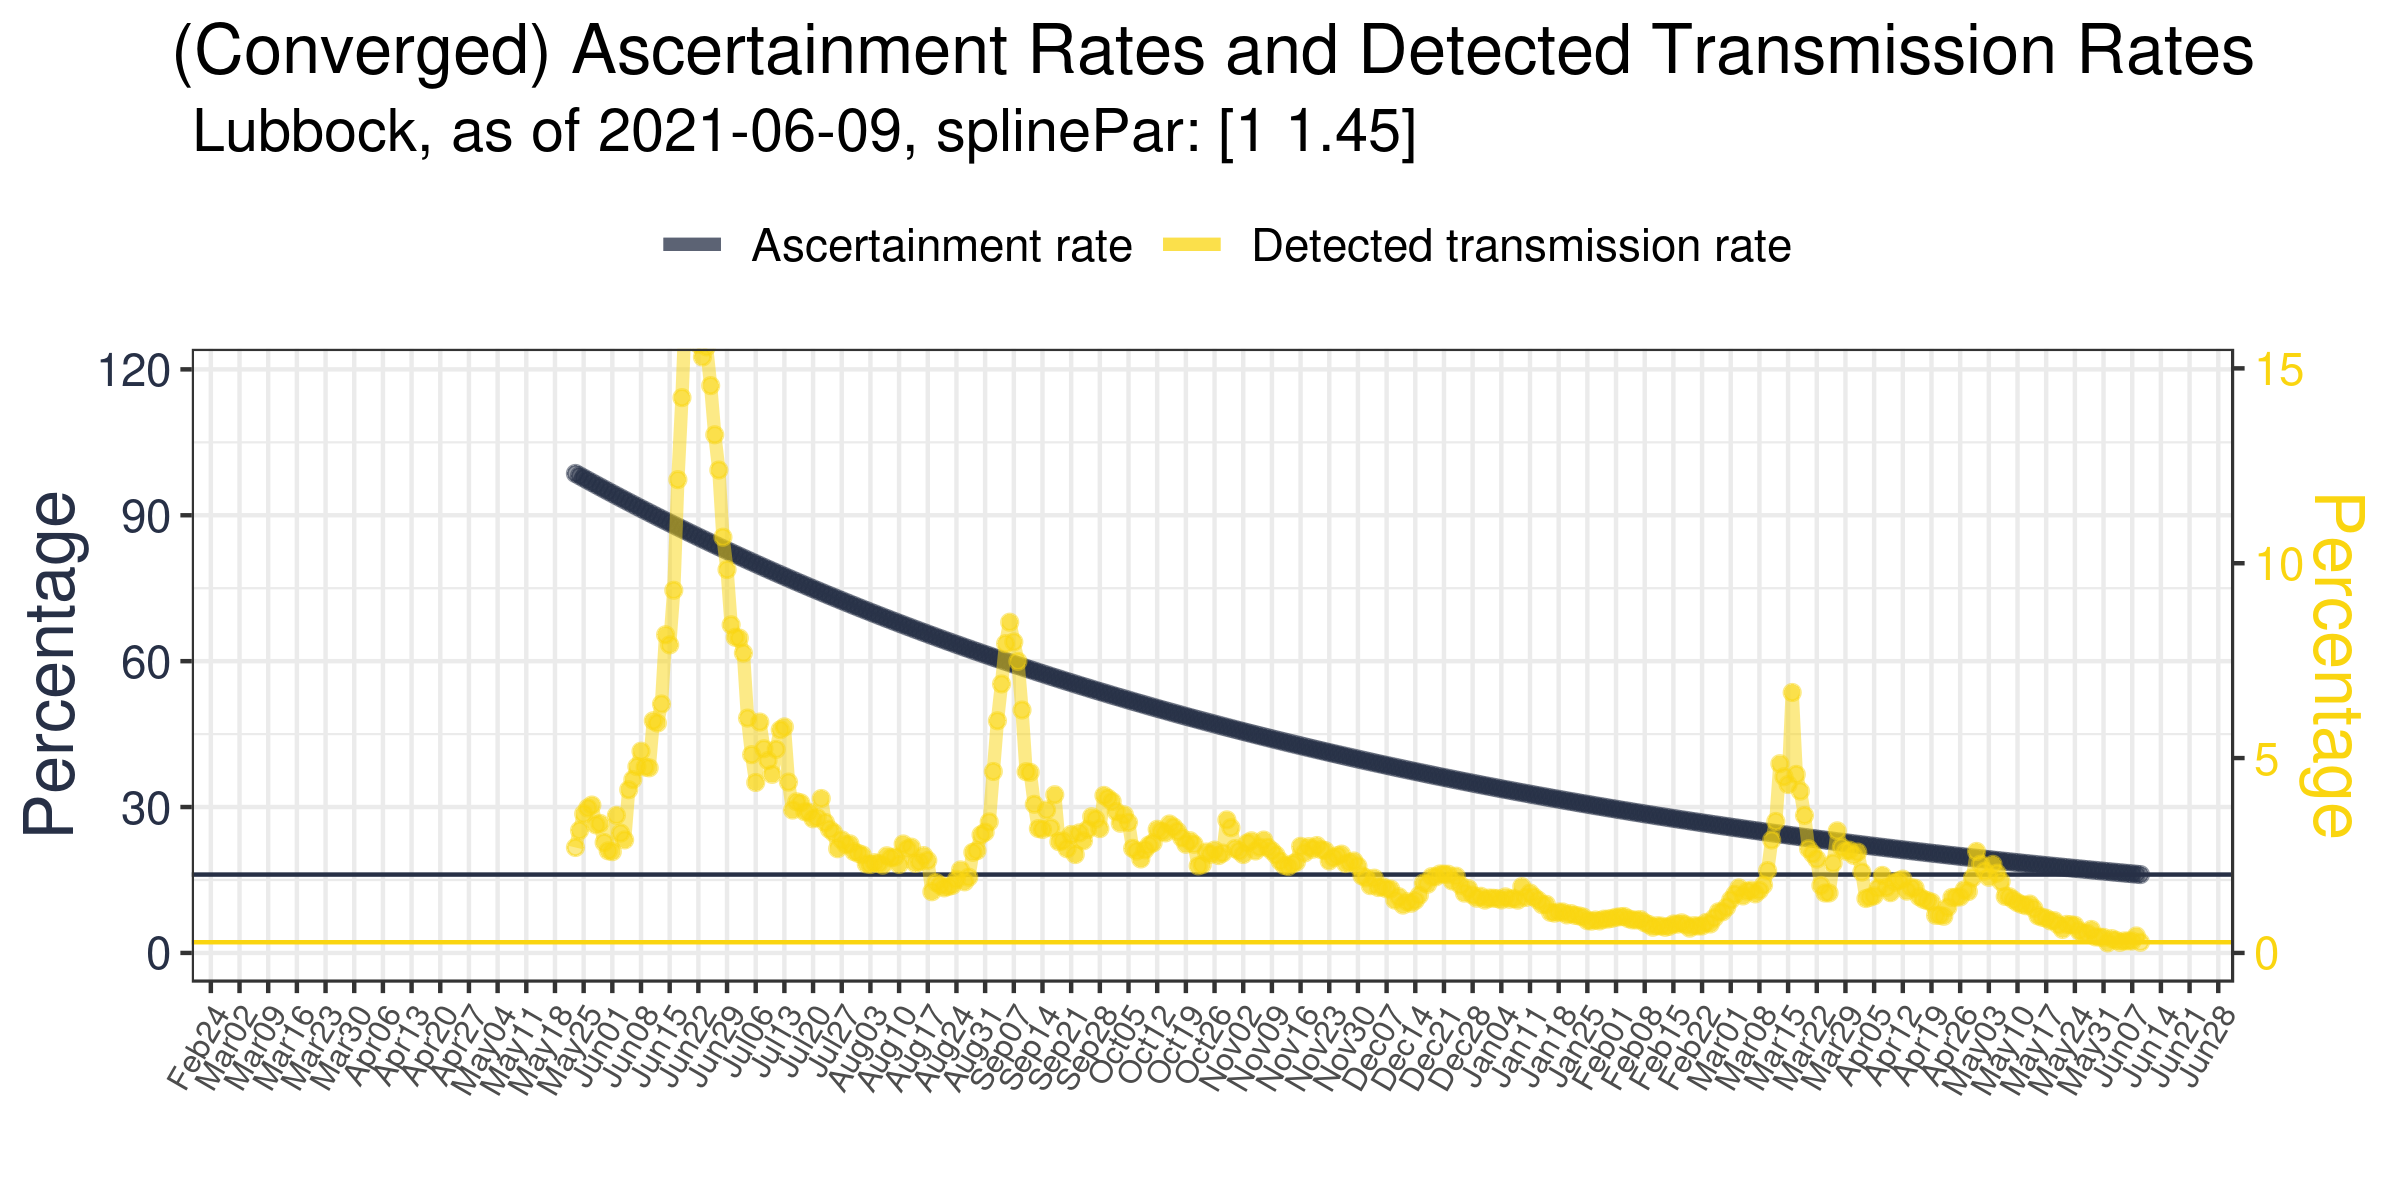 (Converged) Ascertainment Rates and Detected Transmission Rates
Lubbock, as of 2021-06-09, splinePar: [1 1.45]
Ascertainment rate
Detected transmission rate
Percentage
120
90
60
30
0
15
10
5
0
Percentage
Feb24
Mar02
Mar09
Mar16
Mar23
Mar30
Apr06
Apr13
Apr20
Apr27
May04
May11
May18
May25
Jun01
Jun08
Jun15
Jun22
Jun29
Jul06
Jul13
Jul20
Jul27
Aug03
Aug10
Aug17
Aug24
Aug31
Sep07
Sep14
Sep21
Sep28
Oct05
Oct12
Oct19
Oct26
Nov02
Nov09
Nov16
Nov23
Nov30
Dec07
Dec14
Dec21
Dec28
Jan04
Jan11
Jan18
Jan25
Feb01
Feb08
Feb15
Feb22
Mar01
Mar08
Mar15
Mar22
Mar29
Apr05
Apr12
Apr19
Apr26
May03
May10
May17
May24
May31
Jun07
Jun14
Jun21
Jun28